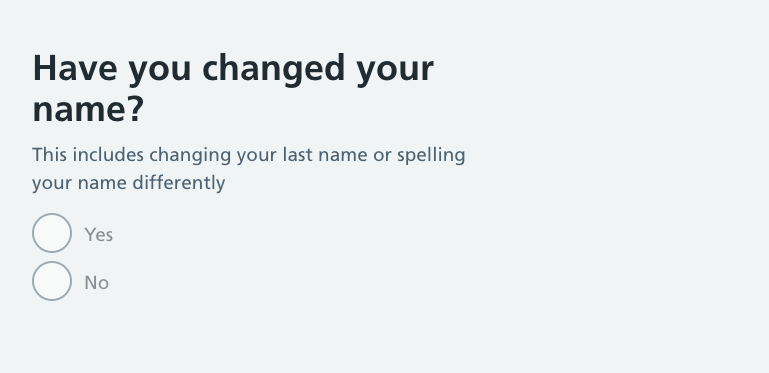 Have you changed your
name?
This includes changing your last name or spelling
your name differently
Yes
No